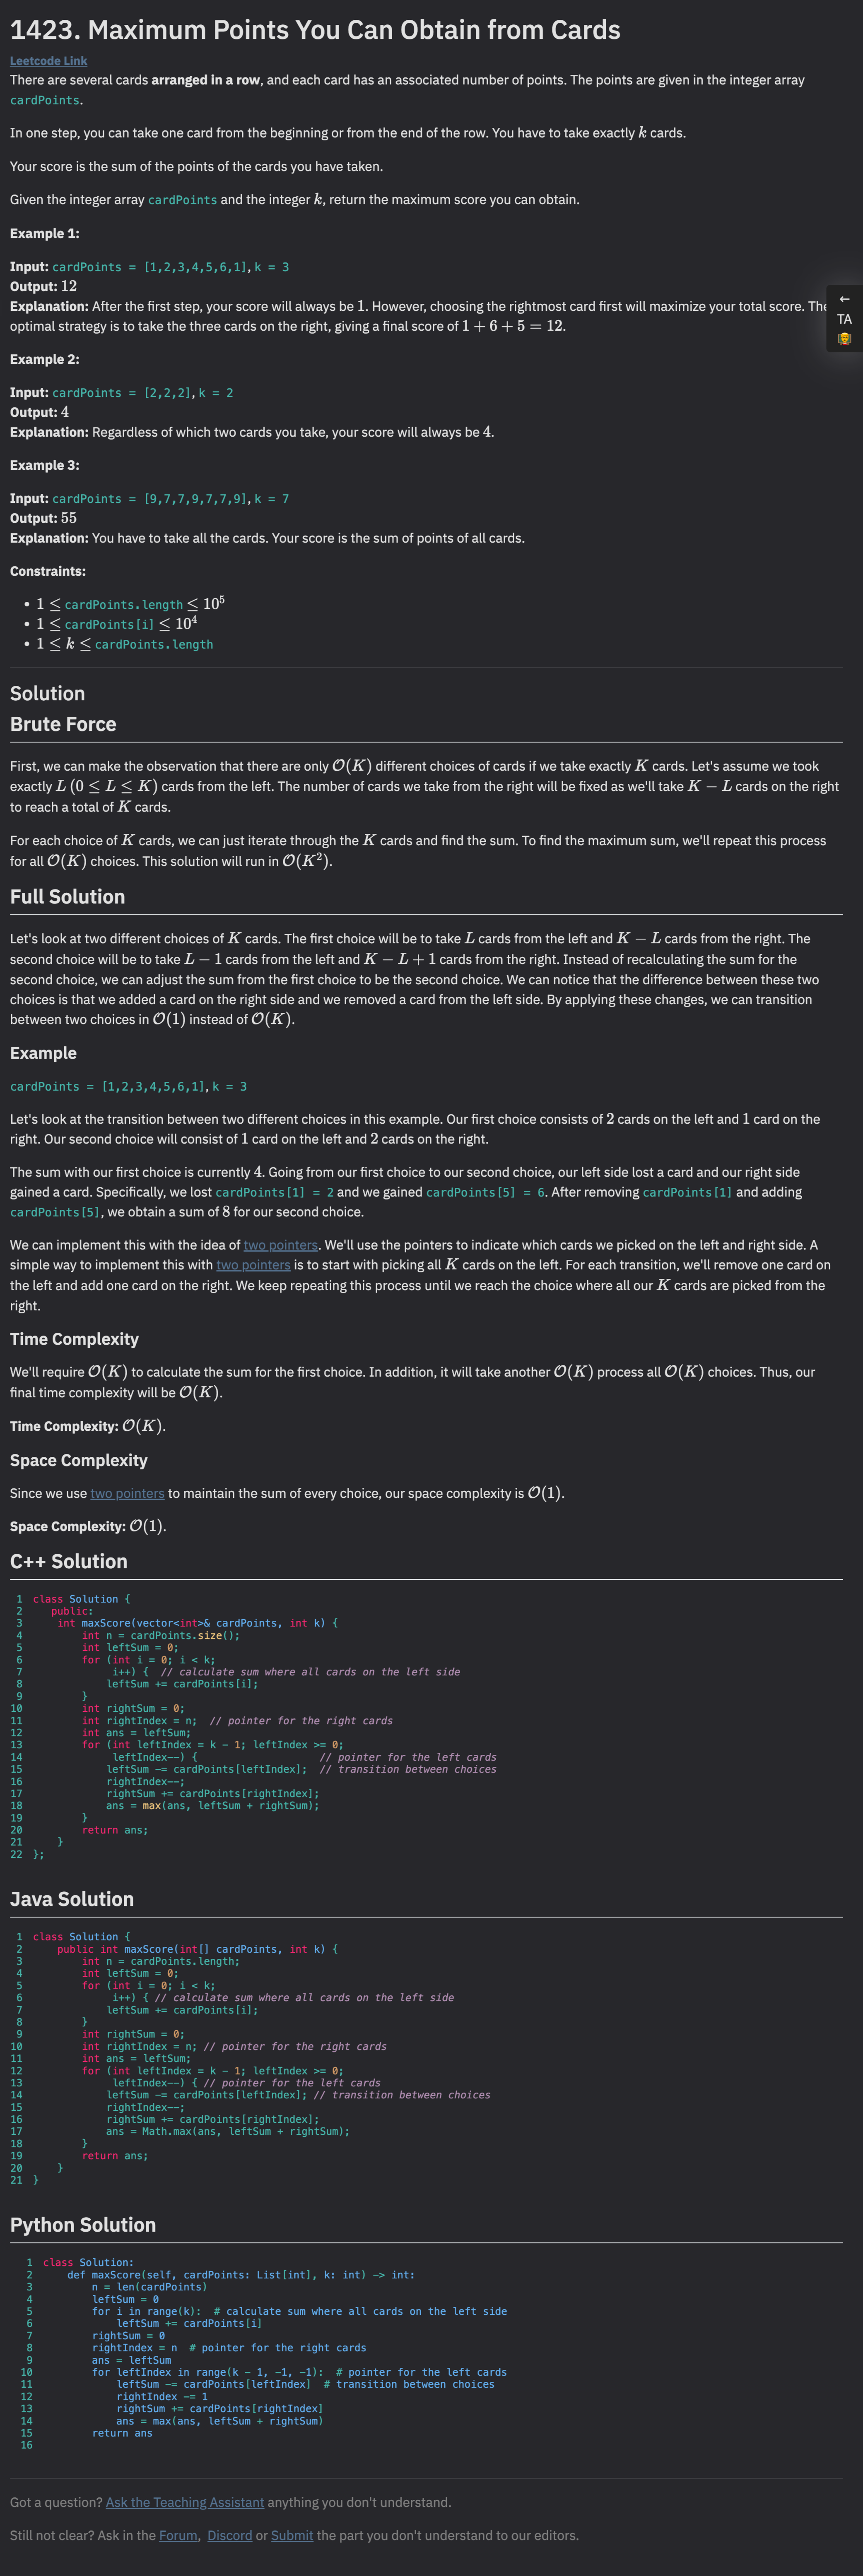 1423. Maximum Points You Can Obtain from Cards
Leetcode Link
There are several cards arranged in a row, and each card has an associated number of points. The points are given in the integer array
cardPoints.
In one step, you can take one card from the beginning or from the end of the row. You have to take exactly k cards.
Your score is the sum of the points of the cards you have taken.
Given the integer array cardPoints and the integer k, return the maximum score you can obtain.
Example 1:
Input: cardPoints = [1,2,3,4,5,6,1], k = 3
Output: 12
Explanation: After the first step, your score will always be 1. However, choosing the rightmost card first will maximize your total score. The
optimal strategy is to take the three cards on the right, giving a final score of 1 + 6 + 5 = 12.
←
TA
Example 2:
Input: cardPoints = [2,2,2], k = 2
Output: 4
Explanation: Regardless of which two cards you take, your score will always be 4.
Example 3:
Input: cardPoints = [9,7,7,9,7,7,9], k = 7
Output: 55
Explanation: You have to take all the cards. Your score is the sum of points of all cards.
Constraints:
• 1 ≤ cardPoints.length ≤ 10⁵
• 1 ≤ cardPoints[i] ≤ 10⁴
• 1 ≤ k ≤ cardPoints.length
Solution
Brute Force
First, we can make the observation that there are only O(K) different choices of cards if we take exactly K cards. Let's assume we took
exactly L (0 ≤ L ≤ K) cards from the left. The number of cards we take from the right will be fixed as we'll take K − L cards on the right
to reach a total of K cards.
For each choice of K cards, we can just iterate through the K cards and find the sum. To find the maximum sum, we'll repeat this process
for all O(K) choices. This solution will run in O(K²).
Full Solution
Let's look at two different choices of K cards. The first choice will be to take L cards from the left and K − L cards from the right. The
second choice will be to take L − 1 cards from the left and K − L + 1 cards from the right. Instead of recalculating the sum for the
second choice, we can adjust the sum from the first choice to be the second choice. We can notice that the difference between these two
choices is that we added a card on the right side and we removed a card from the left side. By applying these changes, we can transition
between two choices in O(1) instead of O(K).
Example
cardPoints = [1,2,3,4,5,6,1], k = 3
Let's look at the transition between two different choices in this example. Our first choice consists of 2 cards on the left and 1 card on the
right. Our second choice will consist of 1 card on the left and 2 cards on the right.
The sum with our first choice is currently 4. Going from our first choice to our second choice, our left side lost a card and our right side
gained a card. Specifically, we lost cardPoints[1] = 2 and we gained cardPoints[5] = 6. After removing cardPoints[1] and adding
cardPoints[5], we obtain a sum of 8 for our second choice.
We can implement this with the idea of two pointers. We'll use the pointers to indicate which cards we picked on the left and right side. A
simple way to implement this with two pointers is to start with picking all K cards on the left. For each transition, we'll remove one card on
the left and add one card on the right. We keep repeating this process until we reach the choice where all our K cards are picked from the
right.
Time Complexity
We'll require O(K) to calculate the sum for the first choice. In addition, it will take another O(K) process all O(K) choices. Thus, our
final time complexity will be O(K).
Time Complexity: O(K).
Space Complexity
Since we use two pointers to maintain the sum of every choice, our space complexity is O(1).
Space Complexity: O(1).
C++ Solution
1 class Solution {
2    public:
3     int maxScore(vector<int>& cardPoints, int k) {
4         int n = cardPoints.size();
5         int leftSum = 0;
6         for (int i = 0; i < k;
7              i++) {  // calculate sum where all cards on the left side
8             leftSum += cardPoints[i];
9         }
10         int rightSum = 0;
11         int rightIndex = n;  // pointer for the right cards
12         int ans = leftSum;
13         for (int leftIndex = k - 1; leftIndex >= 0;
14              leftIndex--) {                    // pointer for the left cards
15             leftSum -= cardPoints[leftIndex];  // transition between choices
16             rightIndex--;
17             rightSum += cardPoints[rightIndex];
18             ans = max(ans, leftSum + rightSum);
19         }
20         return ans;
21     }
22 };
Java Solution
1 class Solution {
2     public int maxScore(int[] cardPoints, int k) {
3         int n = cardPoints.length;
4         int leftSum = 0;
5         for (int i = 0; i < k;
6              i++) { // calculate sum where all cards on the left side
7             leftSum += cardPoints[i];
8         }
9         int rightSum = 0;
10         int rightIndex = n; // pointer for the right cards
11         int ans = leftSum;
12         for (int leftIndex = k - 1; leftIndex >= 0;
13              leftIndex--) { // pointer for the left cards
14             leftSum -= cardPoints[leftIndex]; // transition between choices
15             rightIndex--;
16             rightSum += cardPoints[rightIndex];
17             ans = Math.max(ans, leftSum + rightSum);
18         }
19         return ans;
20     }
21 }
Python Solution
1 class Solution:
2     def maxScore(self, cardPoints: List[int], k: int) -> int:
3         n = len(cardPoints)
4         leftSum = 0
5         for i in range(k):  # calculate sum where all cards on the left side
6             leftSum += cardPoints[i]
7         rightSum = 0
8         rightIndex = n  # pointer for the right cards
9         ans = leftSum
10         for leftIndex in range(k - 1, -1, -1):  # pointer for the left cards
11             leftSum -= cardPoints[leftIndex]  # transition between choices
12             rightIndex -= 1
13             rightSum += cardPoints[rightIndex]
14             ans = max(ans, leftSum + rightSum)
15         return ans
16
Got a question? Ask the Teaching Assistant anything you don't understand.
Still not clear? Ask in the Forum, Discord or Submit the part you don't understand to our editors.